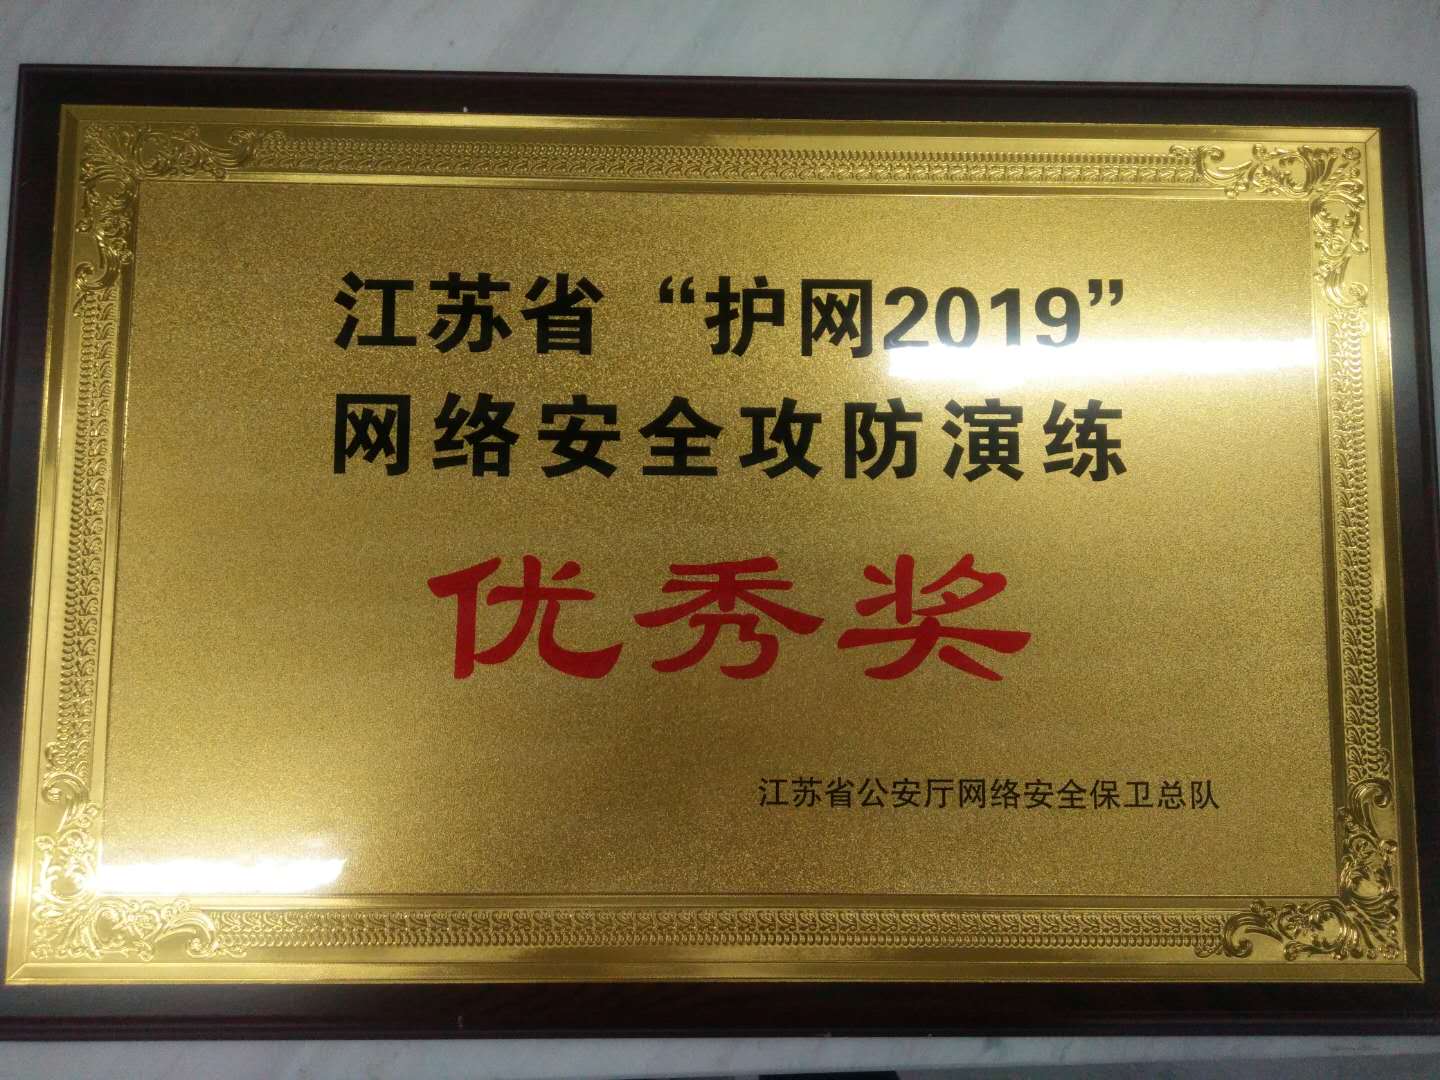 江苏省“护网2019”
网络安全攻防演练
优秀奖
江苏省公安厅网络安全保卫总队